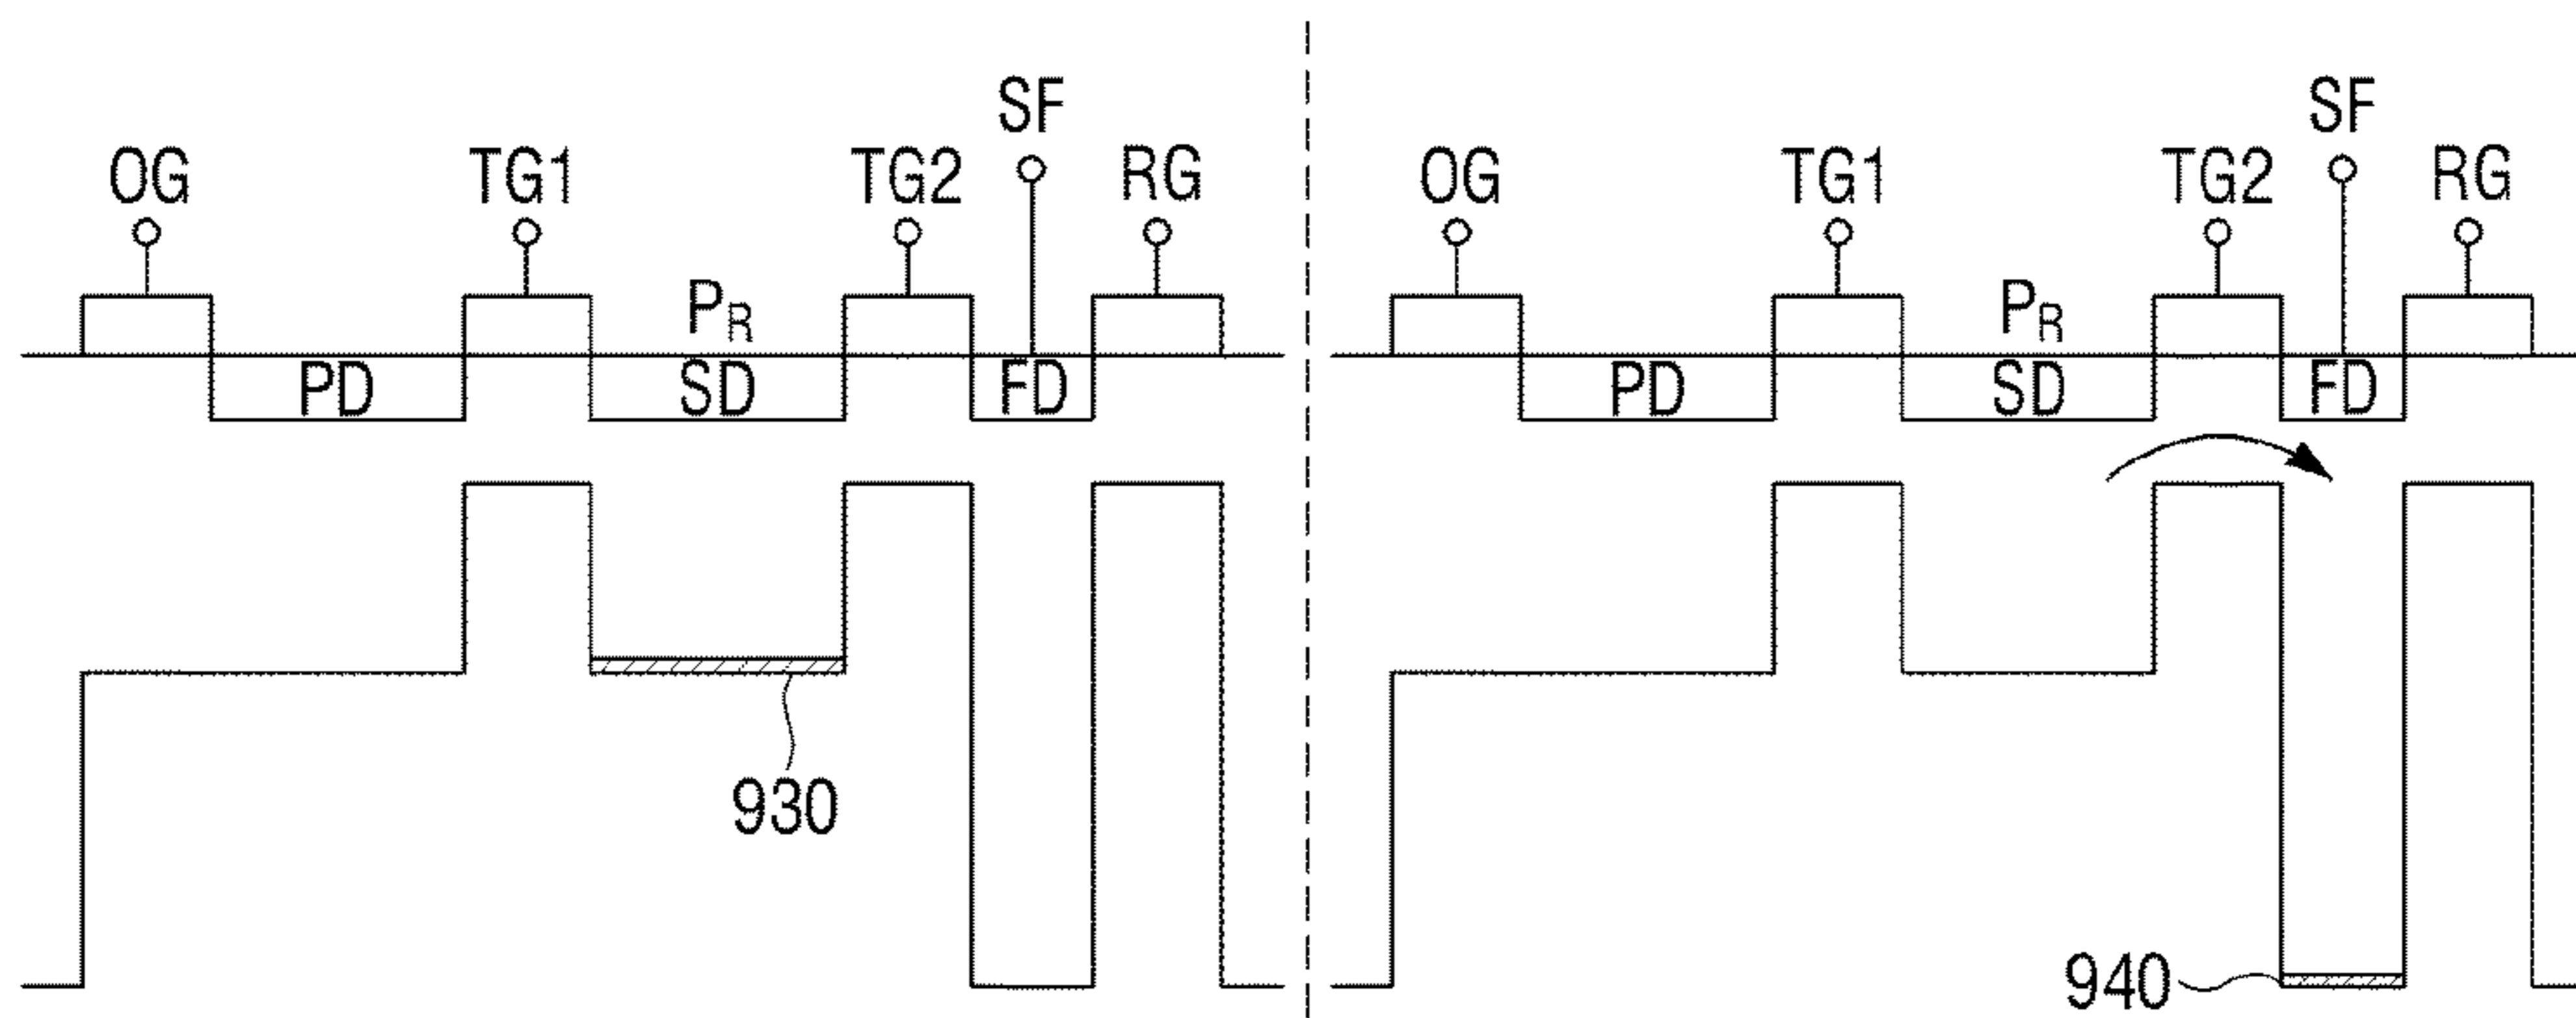 SF SF
OG TG1 TG2 RG OG TG1 TG2 RG
PR PR
PD SD FD PD SD FD
930
940